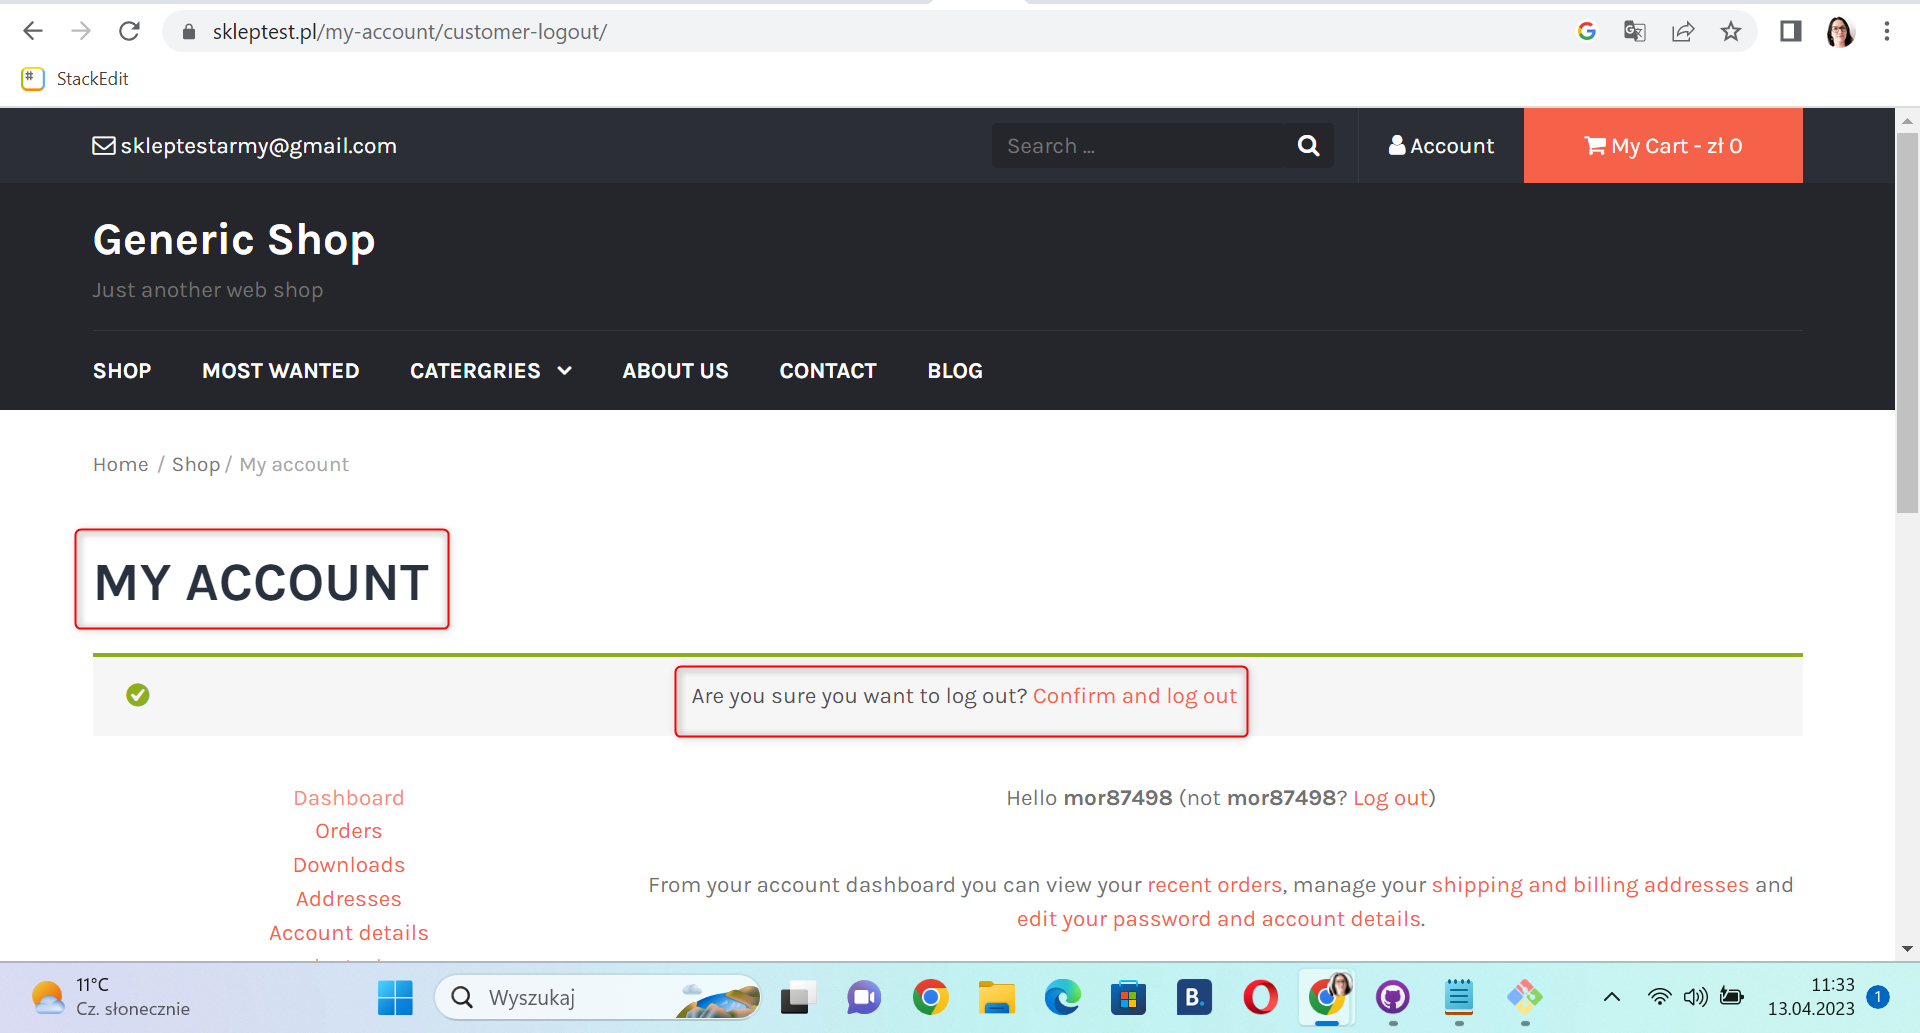 skleptest.pl/my-account/customer-logout/
StackEdit
skleptestarmy@gmail.com
Search ...
Account
My Cart - zł 0
Generic Shop
Just another web shop
SHOP MOST WANTED CATERGRIES ABOUT US CONTACT BLOG
Home / Shop / My account
MY ACCOUNT
Are you sure you want to log out? Confirm and log out
Dashboard
Orders
Downloads
Addresses
Account details
Hello mor87498 (not mor87498? Log out)
From your account dashboard you can view your recent orders, manage your shipping and billing addresses and
edit your password and account details.
11°C
Cz. słonecznie
Wyszukaj
B.
11:33
13.04.2023
1